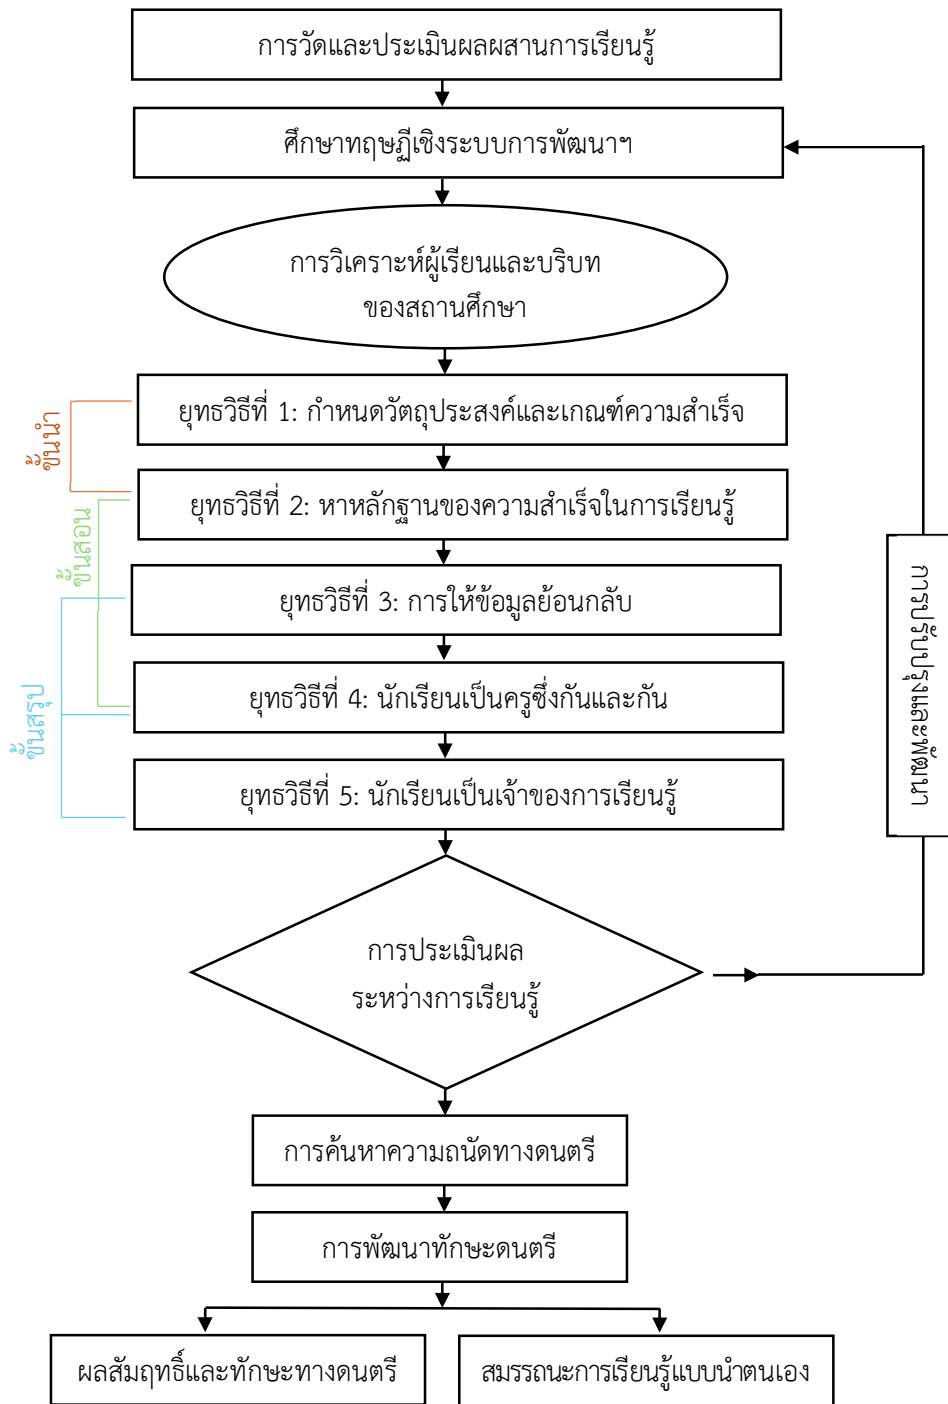 การวัดและประเมินผลผสานการเรียนรู้
ศึกษาทฤษฏีเชิงระบบการพัฒนาฯ
การวิเคราะห์ผู้เรียนและบริบท
ของสถานศึกษา
ขั้นนำ
ยุทธวิธีที่ 1: กำหนดวัตถุประสงค์และเกณฑ์ความสำเร็จ
ยุทธวิธีที่ 2: หาหลักฐานของความสำเร็จในการเรียนรู้
ขั้นสอน
ยุทธวิธีที่ 3: การให้ข้อมูลย้อนกลับ
ยุทธวิธีที่ 4: นักเรียนเป็นครูซึ่งกันและกัน
ขั้นสรุป
ยุทธวิธีที่ 5: นักเรียนเป็นเจ้าของการเรียนรู้
การปรับปรุงและพัฒนา
การประเมินผล
ระหว่างการเรียนรู้
การค้นหาความถนัดทางดนตรี
การพัฒนาทักษะดนตรี
ผลสัมฤทธิ์และทักษะทางดนตรี
สมรรถนะการเรียนรู้แบบนำตนเอง